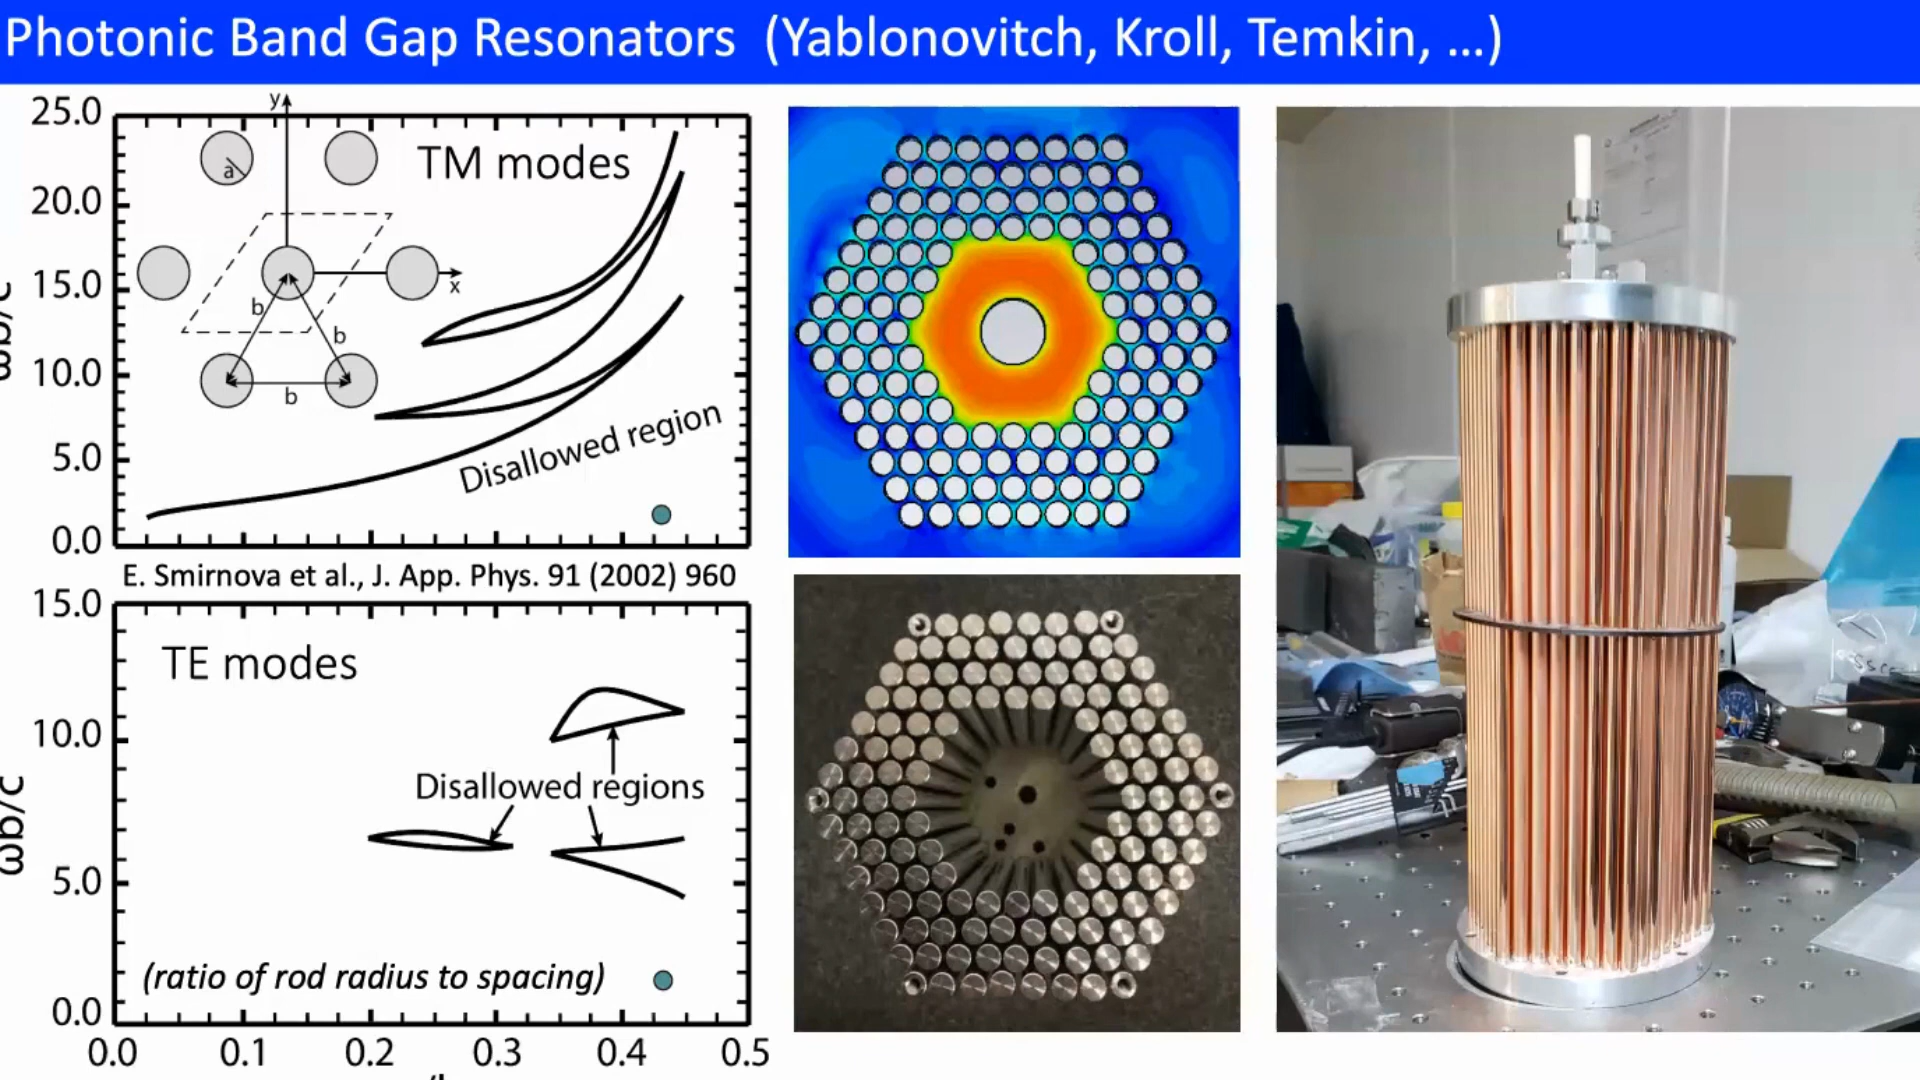 Photonic Band Gap Resonators (Yablonovitch, Kroll, Temkin, ...)
25.0
20.0
15.0
10.0
5.0
0.0
TM modes
y
a
x
b
b
b
Disallowed region
E. Smirnova et al., J. App. Phys. 91 (2002) 960
15.0
10.0
5.0
0.0
ωb/c
TE modes
Disallowed regions
(ratio of rod radius to spacing)
0.0 0.1 0.2 0.3 0.4 0.5